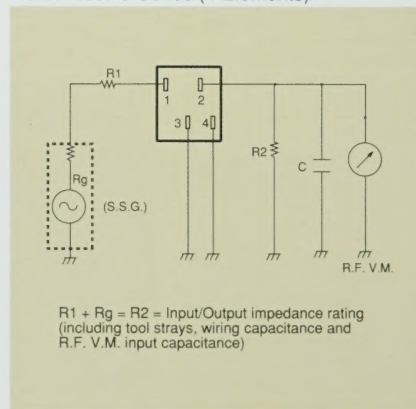 R1
1
2
3
4
Rg
(S.S.G.)
R2
C
R.F. V.M.
R1 + Rg = R2 = Input/Output impedance rating
(including tool strays, wiring capacitance and
R.F. V.M. input capacitance)